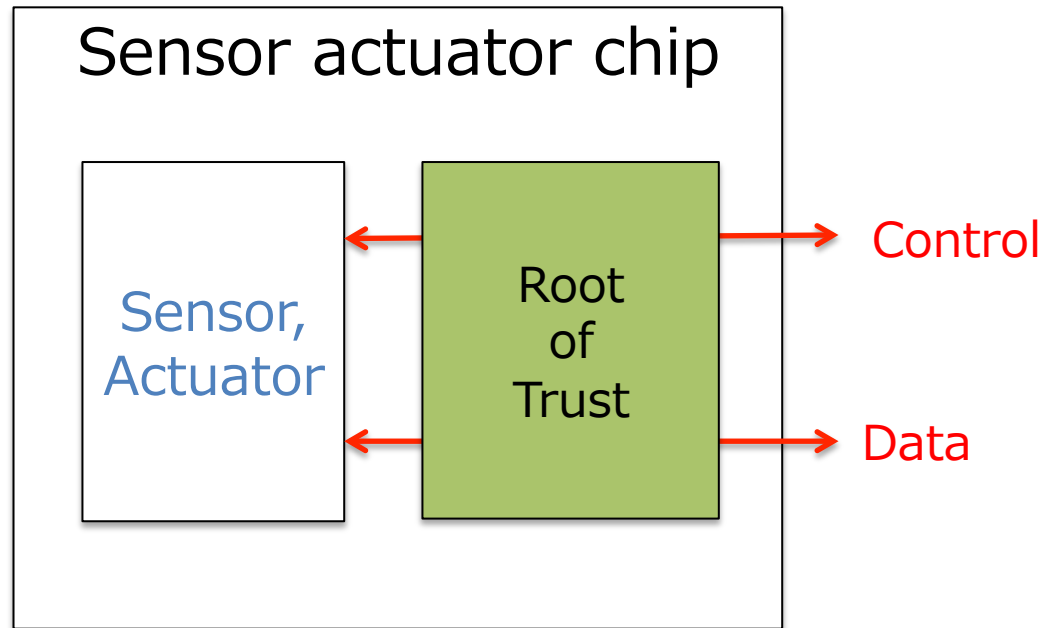 Sensor actuator chip
Sensor,
Actuator
Root
of
Trust
Control
Data